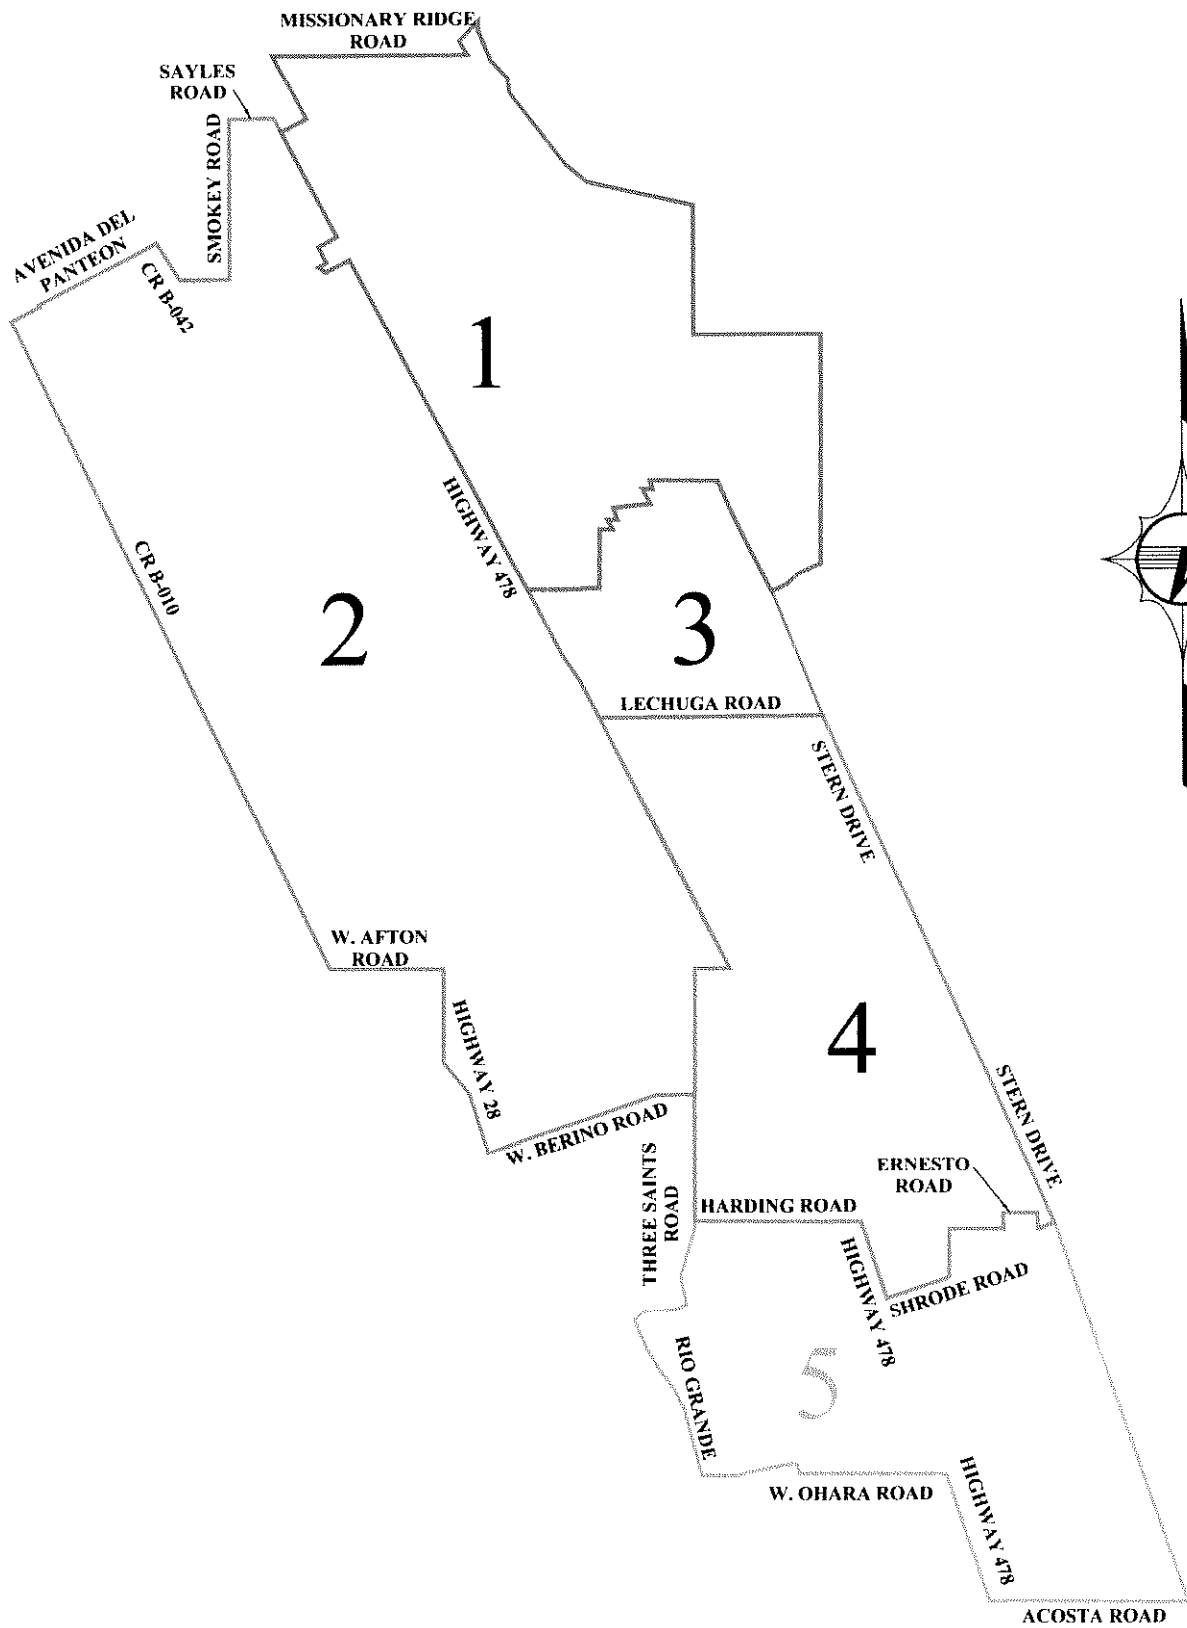 MISSIONARY RIDGE
ROAD
SAYLES
ROAD
SMOKEY ROAD
AVENIDA DEL
PANTEON
CR B-042
1
HIGHWAY 478
CR B-010
2
3
LECHUGA ROAD
STERN DRIVE
W. AFTON
ROAD
HIGHWAY 28
4
STERN DRIVE
W. BERINO ROAD
THREE SAINTS
ROAD
ERNESTO
ROAD
HARDING ROAD
HIGHWAY 478
SHRODE ROAD
RIO GRANDE
5
W. OHARA ROAD
HIGHWAY 478
ACOSTA ROAD